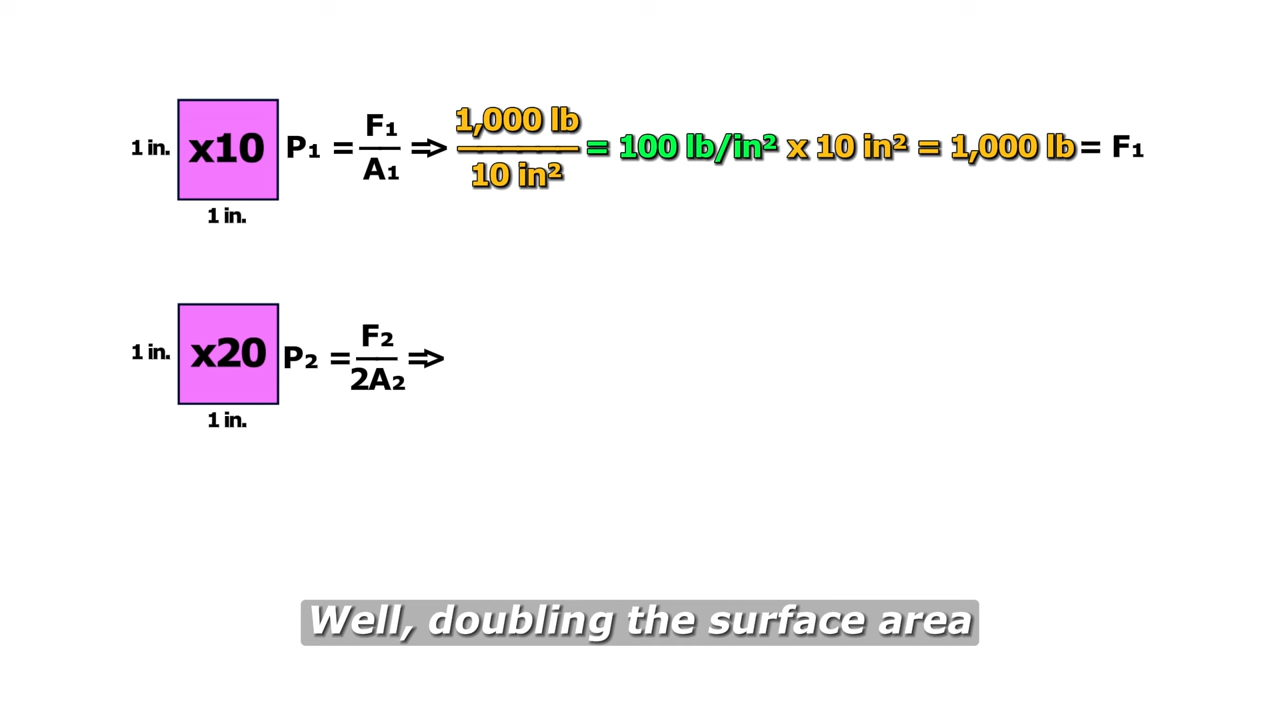 1 in. x10 P₁ = F₁/A₁ => 1,000 lb/10 in² = 100 lb/in² x 10 in² = 1,000 lb = F₁
1 in.
1 in. x20 P₂ = F₂/2A₂ =>
1 in.
Well, doubling the surface area